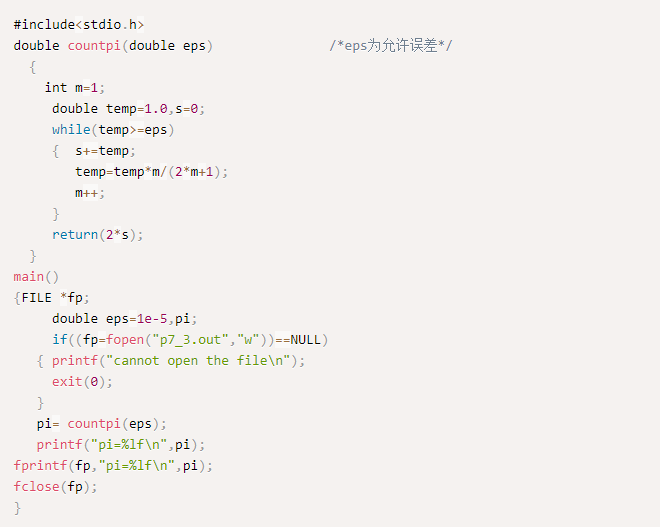 #include<stdio.h>
double countpi(double eps)               /*eps为允许误差*/
  {
    int m=1;
     double temp=1.0,s=0;
     while(temp>=eps)
     {  s+=temp;
        temp=temp*m/(2*m+1);
        m++;
     }
     return(2*s);
  }
main()
{FILE *fp;
     double eps=1e-5,pi;
     if((fp=fopen("p7_3.out","w"))==NULL)
   { printf("cannot open the file\n");
     exit(0);
   }
   pi= countpi(eps);
   printf("pi=%lf\n",pi);
fprintf(fp,"pi=%lf\n",pi);
fclose(fp);
}